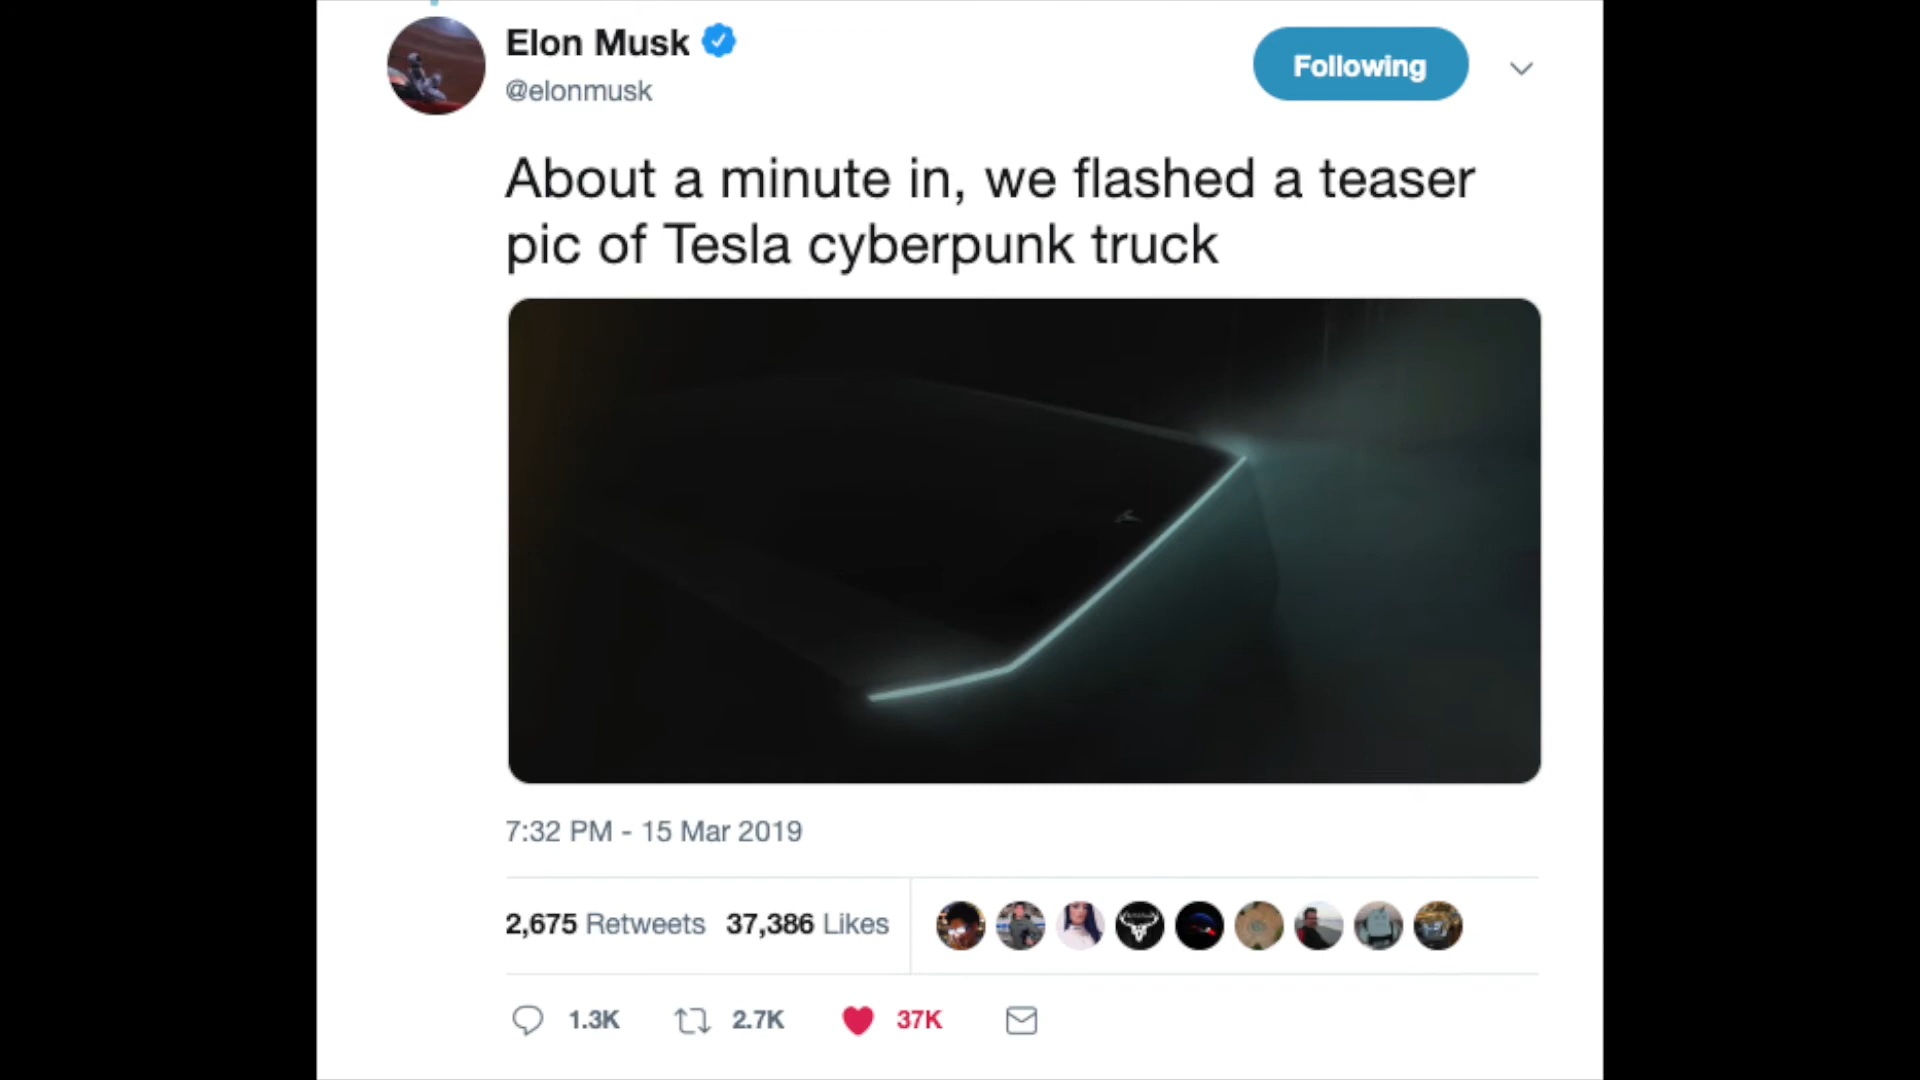 Elon Musk
@elonmusk
Following
About a minute in, we flashed a teaser
pic of Tesla cyberpunk truck
7:32 PM - 15 Mar 2019
2,675 Retweets 37,386 Likes
1.3K 2.7K 37K